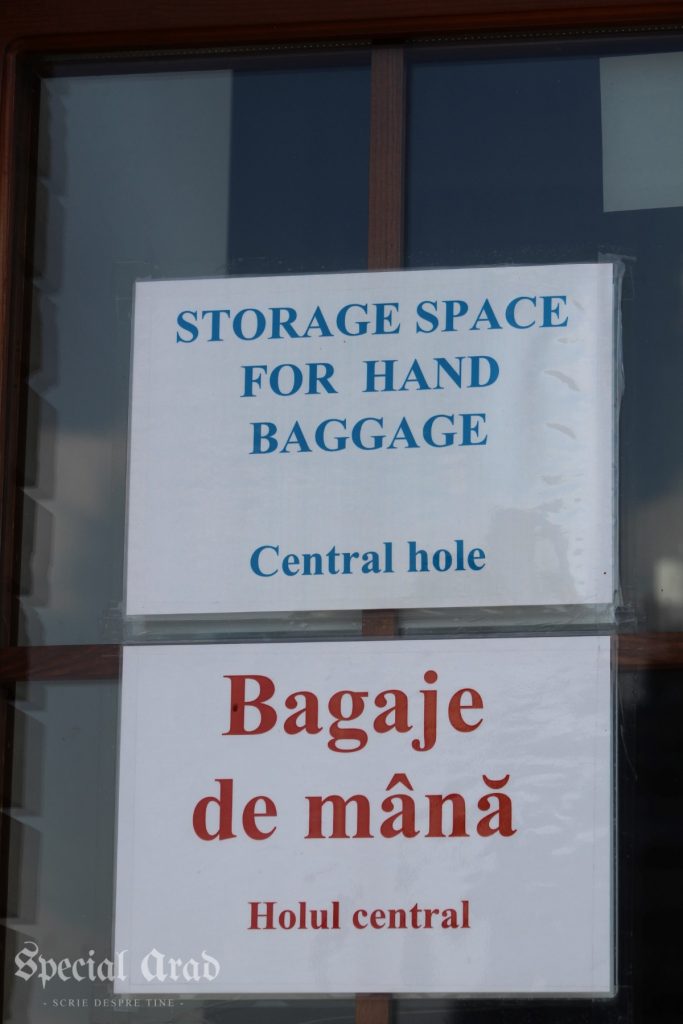 STORAGE SPACE
FOR HAND
BAGGAGE
Central hole
Bagaje
de mână
Holul central
Special Arad
- SCRIE DESPRE TINE -